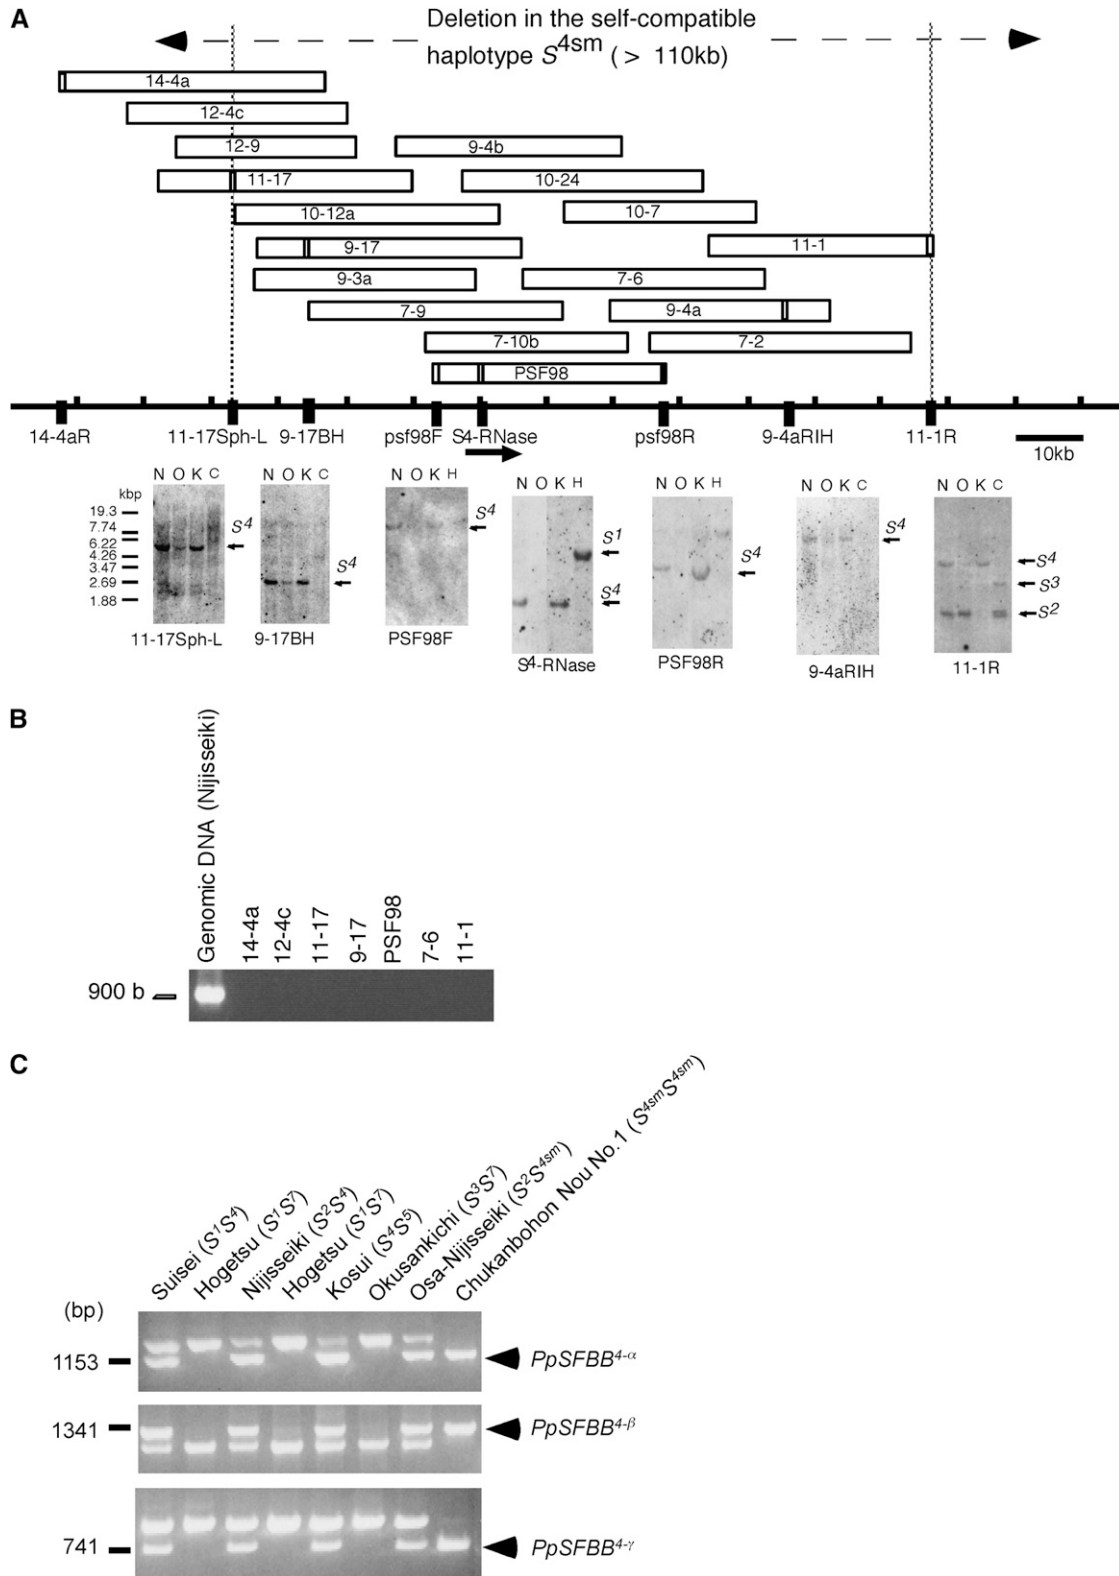 A
Deletion in the self-compatible
haplotype S4sm ( > 110kb)
14-4a
12-4c
12-9
9-4b
11-17
10-24
10-12a
10-7
9-17
11-1
9-3a
7-6
7-9
9-4a
7-10b
7-2
PSF98
14-4aR 11-17Sph-L 9-17BH psf98F S4-RNase psf98R 9-4aRIH 11-1R
10kb
N O K C
N O K C
N O K H
N O K H
N O K H
N O K C
N O K C
kbp
19.3
7.74
6.22
4.26
3.47
2.69
1.88
S4
S4
S4
S1
S4
S4
S4
S4
S3
S2
11-17Sph-L
9-17BH
PSF98F
S4-RNase
PSF98R
9-4aRIH
11-1R
B
Genomic DNA (Nijisseiki)
14-4a
12-4c
11-17
9-17
PSF98
7-6
11-1
900 b
C
Suisei (S1S4)
Hogetsu (S1S7)
Nijisseiki (S2S4)
Hogetsu (S1S7)
Kosui (S4S5)
Okusankichi (S3S7)
Osa-Nijisseiki (S2S4sm)
Chukanbohon Nou No.1 (S4smS4sm)
(bp)
1153
PpSFBB4-α
1341
PpSFBB4-β
741
PpSFBB4-γ